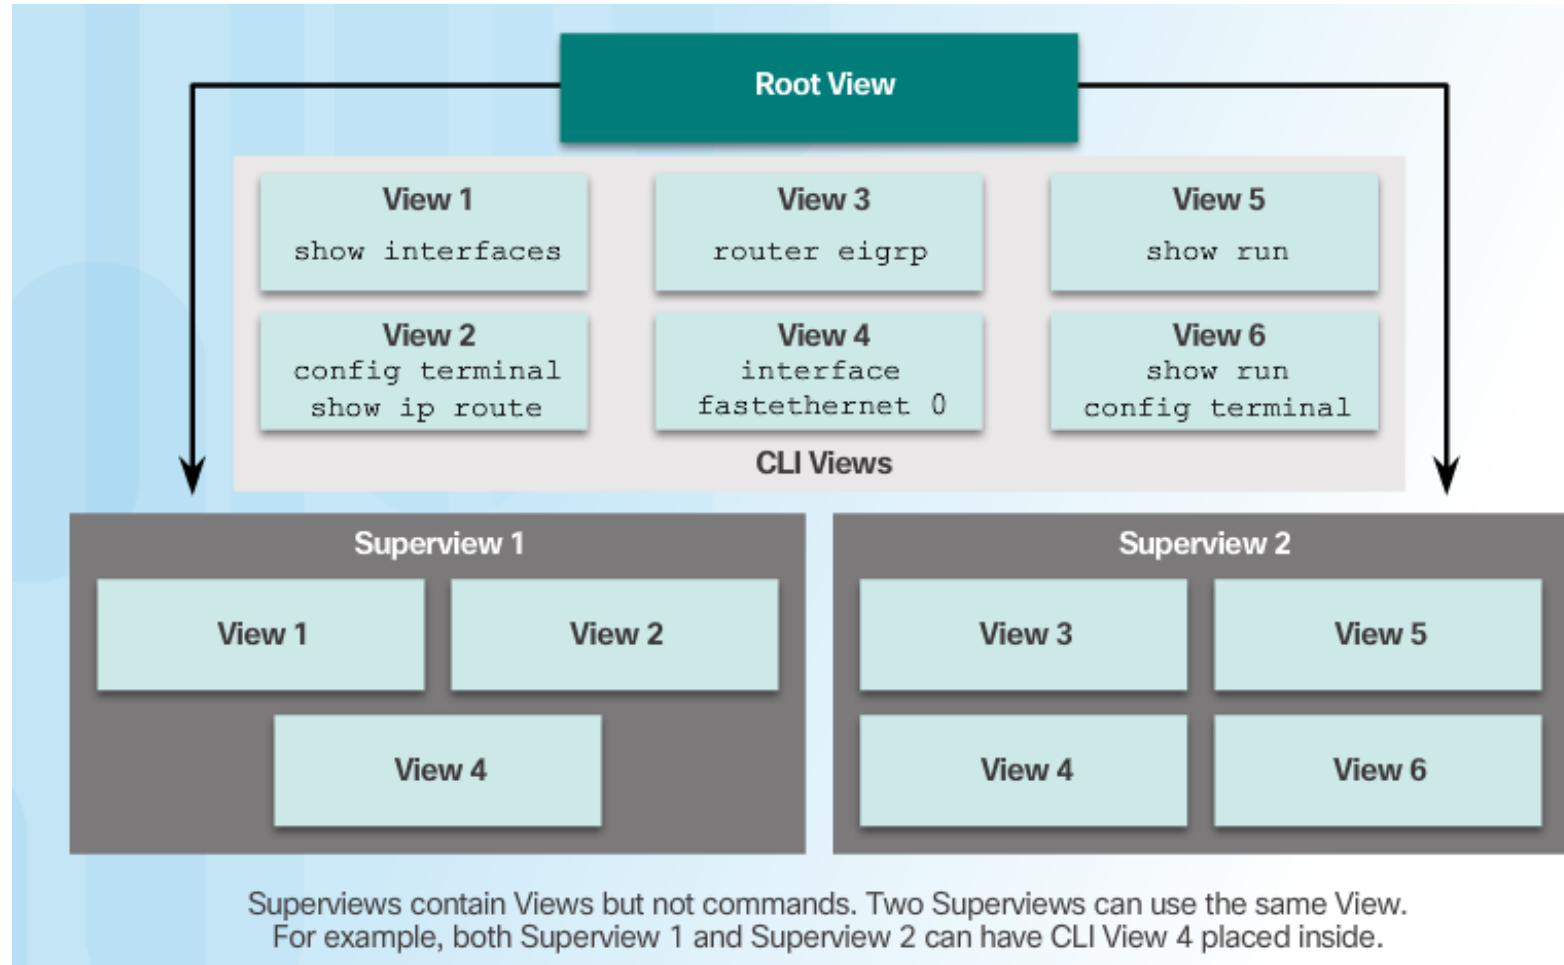 Root View
View 1
show interfaces
View 3
router eigrp
View 5
show run
View 2
config terminal
show ip route
View 4
interface
fastethernet 0
View 6
show run
config terminal
CLI Views
Superview 1
View 1
View 2
View 4
Superview 2
View 3
View 5
View 4
View 6
Superviews contain Views but not commands. Two Superviews can use the same View.
For example, both Superview 1 and Superview 2 can have CLI View 4 placed inside.